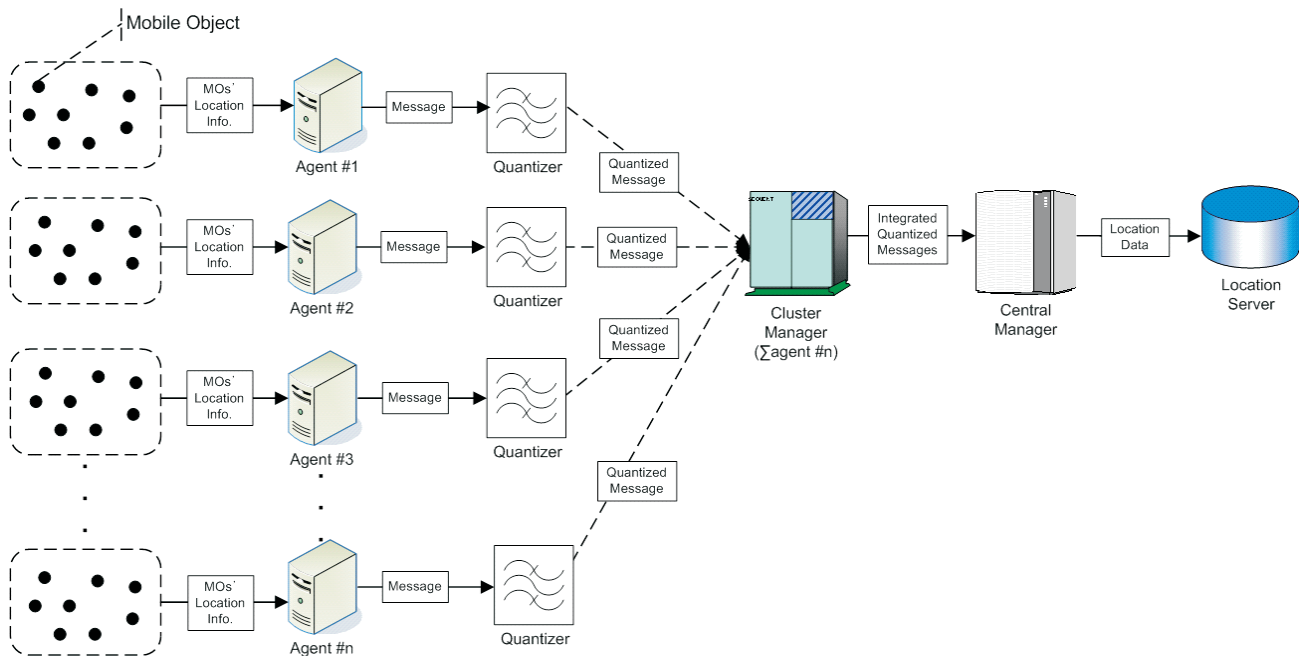 Mobile Object
MOs`
Location
Info.
Agent #1
Message
Quantizer
Quantized
Message
MOs`
Location
Info.
Agent #2
Message
Quantizer
Quantized
Message
MOs`
Location
Info.
Agent #3
Message
Quantizer
Quantized
Message
MOs`
Location
Info.
Agent #n
Message
Quantizer
Quantized
Message
Cluster
Manager
(∑agent #n)
Integrated
Quantized
Messages
Central
Manager
Location
Data
Location
Server